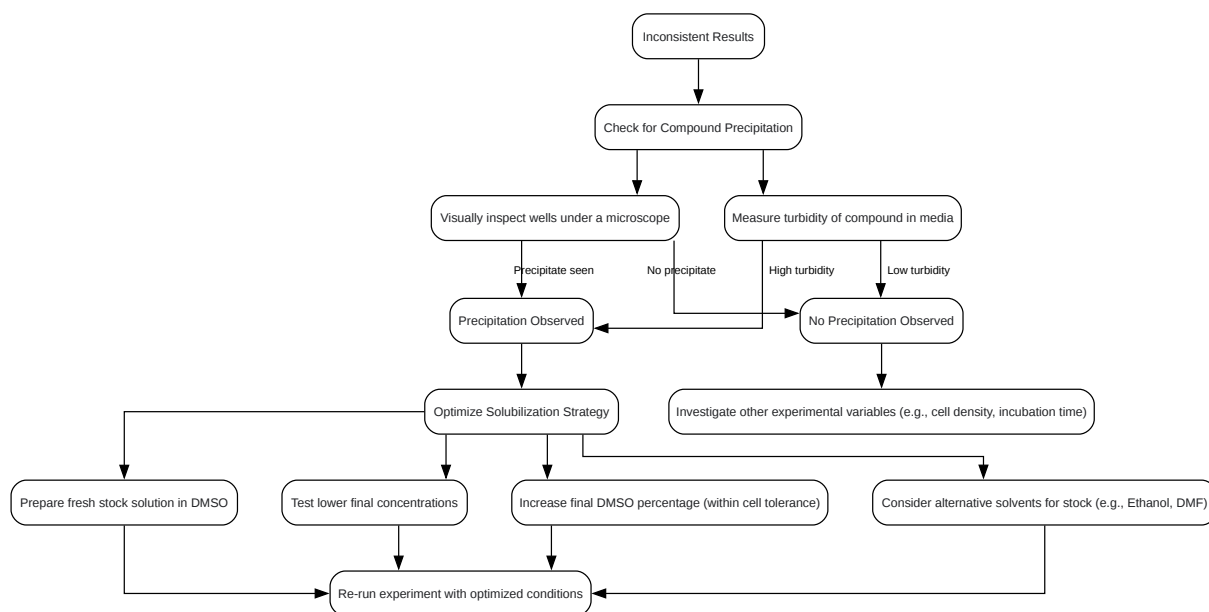 Inconsistent Results
Check for Compound Precipitation
Visually inspect wells under a microscope
Measure turbidity of compound in media
Precipitate seen
No precipitate
High turbidity
Low turbidity
Precipitation Observed
No Precipitation Observed
Optimize Solubilization Strategy
Investigate other experimental variables (e.g., cell density, incubation time)
Prepare fresh stock solution in DMSO
Test lower final concentrations
Increase final DMSO percentage (within cell tolerance)
Consider alternative solvents for stock (e.g., Ethanol, DMF)
Re-run experiment with optimized conditions